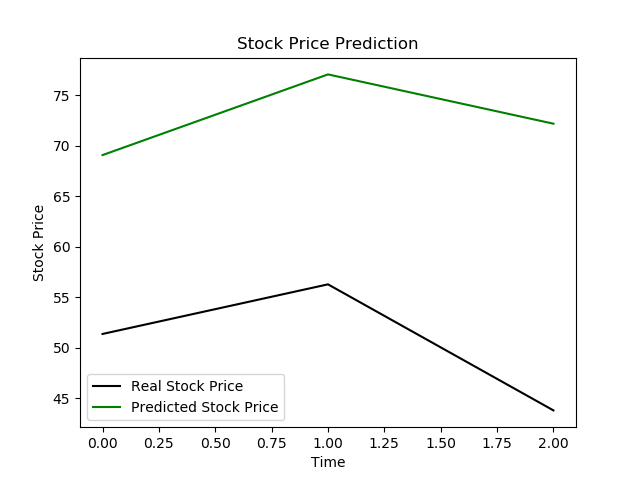 Stock Price Prediction
Stock Price
75
70
65
60
55
50
45
Real Stock Price
Predicted Stock Price
0.00 0.25 0.50 0.75 1.00 1.25 1.50 1.75 2.00
Time